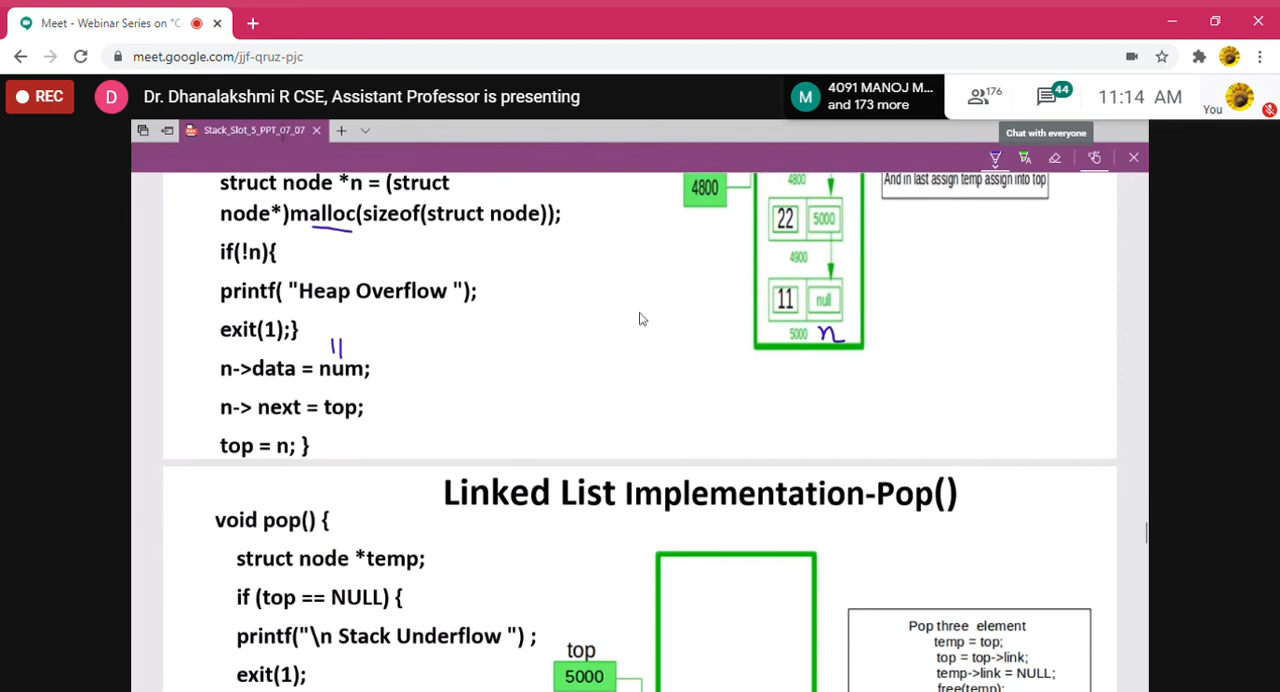 Meet - Webinar Series on "C
meet.google.com/jjf-qruz-pjc
REC
D
Dr. Dhanalakshmi R CSE, Assistant Professor is presenting
M
4091 MANOJ M...
and 173 more
176
44
11:14 AM
You
Stack_Slot_5_PPT_07_07
Chat with everyone
struct node *n = (struct
node*)malloc(sizeof(struct node));
if(!n){
printf( "Heap Overflow ");
exit(1);}
11
n->data = num;
n-> next = top;
top = n; }
4800
4800
22
5000
4900
11
null
5000
n
And in last assign temp assign into top
Linked List Implementation-Pop()
void pop() {
struct node *temp;
if (top == NULL) {
printf("\n Stack Underflow ") ;
exit(1);
top
5000
Pop three element
temp = top;
top = top->link;
temp->link = NULL;
free(temp);